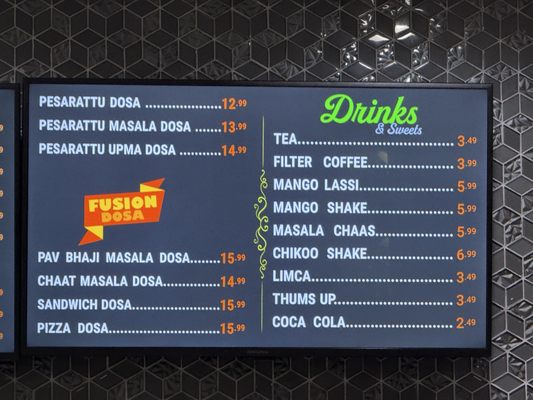 PESARATTU DOSA ....................12.99
PESARATTU MASALA DOSA ..............13.99
PESARATTU UPMA DOSA ...........14.99
FUSION
DOSA
PAV BHAJI MASALA DOSA........15.99
CHAAT MASALA DOSA..............14.99
SANDWICH DOSA......................15.99
PIZZA DOSA............................15.99
Drinks
& Sweets
TEA.......................................3.49
FILTER COFFEE......................3.99
MANGO LASSI.......................5.99
MANGO SHAKE.....................5.99
MASALA CHAAS...................5.99
CHIKOO SHAKE.....................6.99
LIMCA...................................3.49
THUMS UP.............................3.49
COCA COLA..........................2.49